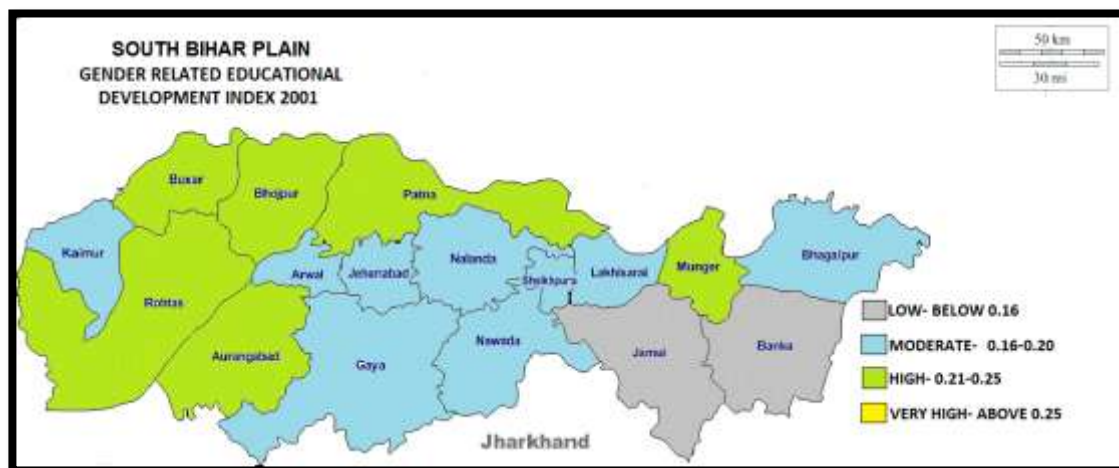 SOUTH BIHAR PLAIN
GENDER RELATED EDUCATIONAL
DEVELOPMENT INDEX 2001
50 km
30 mi
Buxar
Bhojpur
Patna
Kaimur
Rohtas
Arwal
Jehanabad
Nalanda
Sheikhpura
Lakhisarai
Munger
Bhagalpur
Aurangabad
Gaya
Nawada
Jamui
Banka
LOW- BELOW 0.16
MODERATE- 0.16-0.20
HIGH- 0.21-0.25
VERY HIGH- ABOVE 0.25
Jharkhand